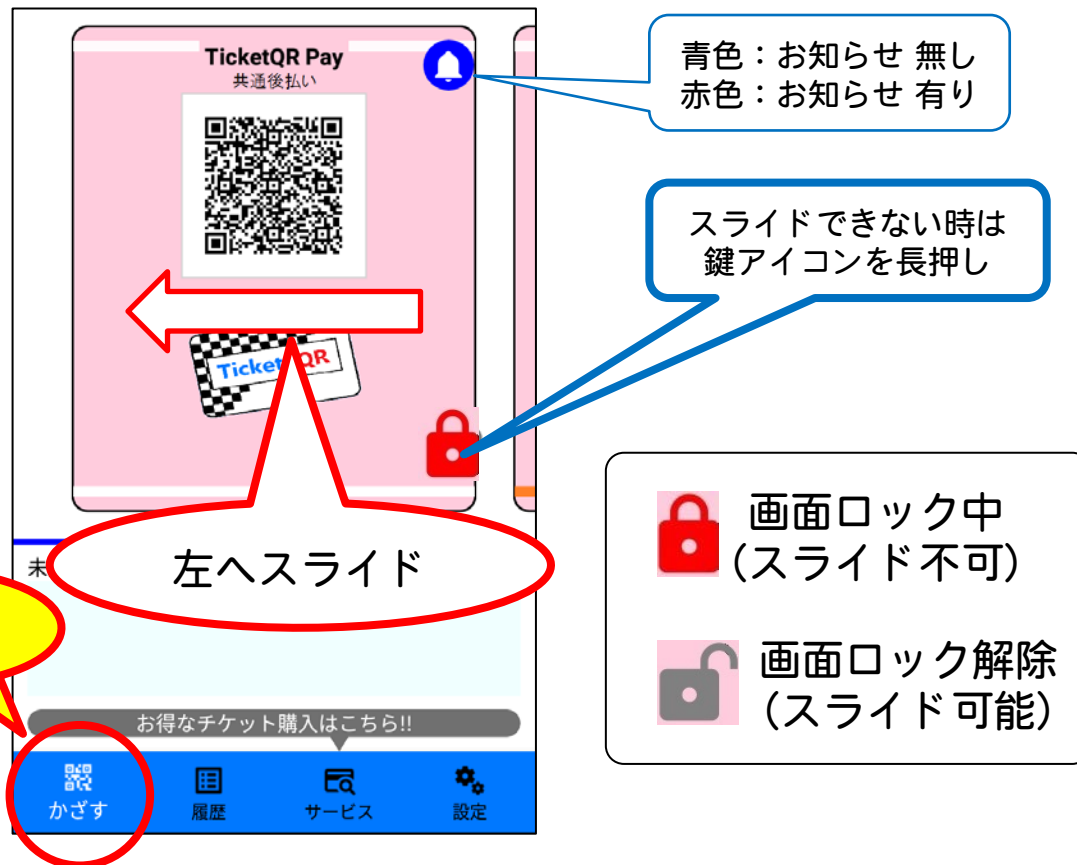 TicketQR Pay
共通後払い
青色：お知らせ 無し
赤色：お知らせ 有り
スライドできない時は
鍵アイコンを長押し
Ticket QR
左へスライド
未
画面ロック中
(スライド不可)
画面ロック解除
(スライド可能)
お得なチケット購入はこちら!!
かざす
履歴
サービス
設定